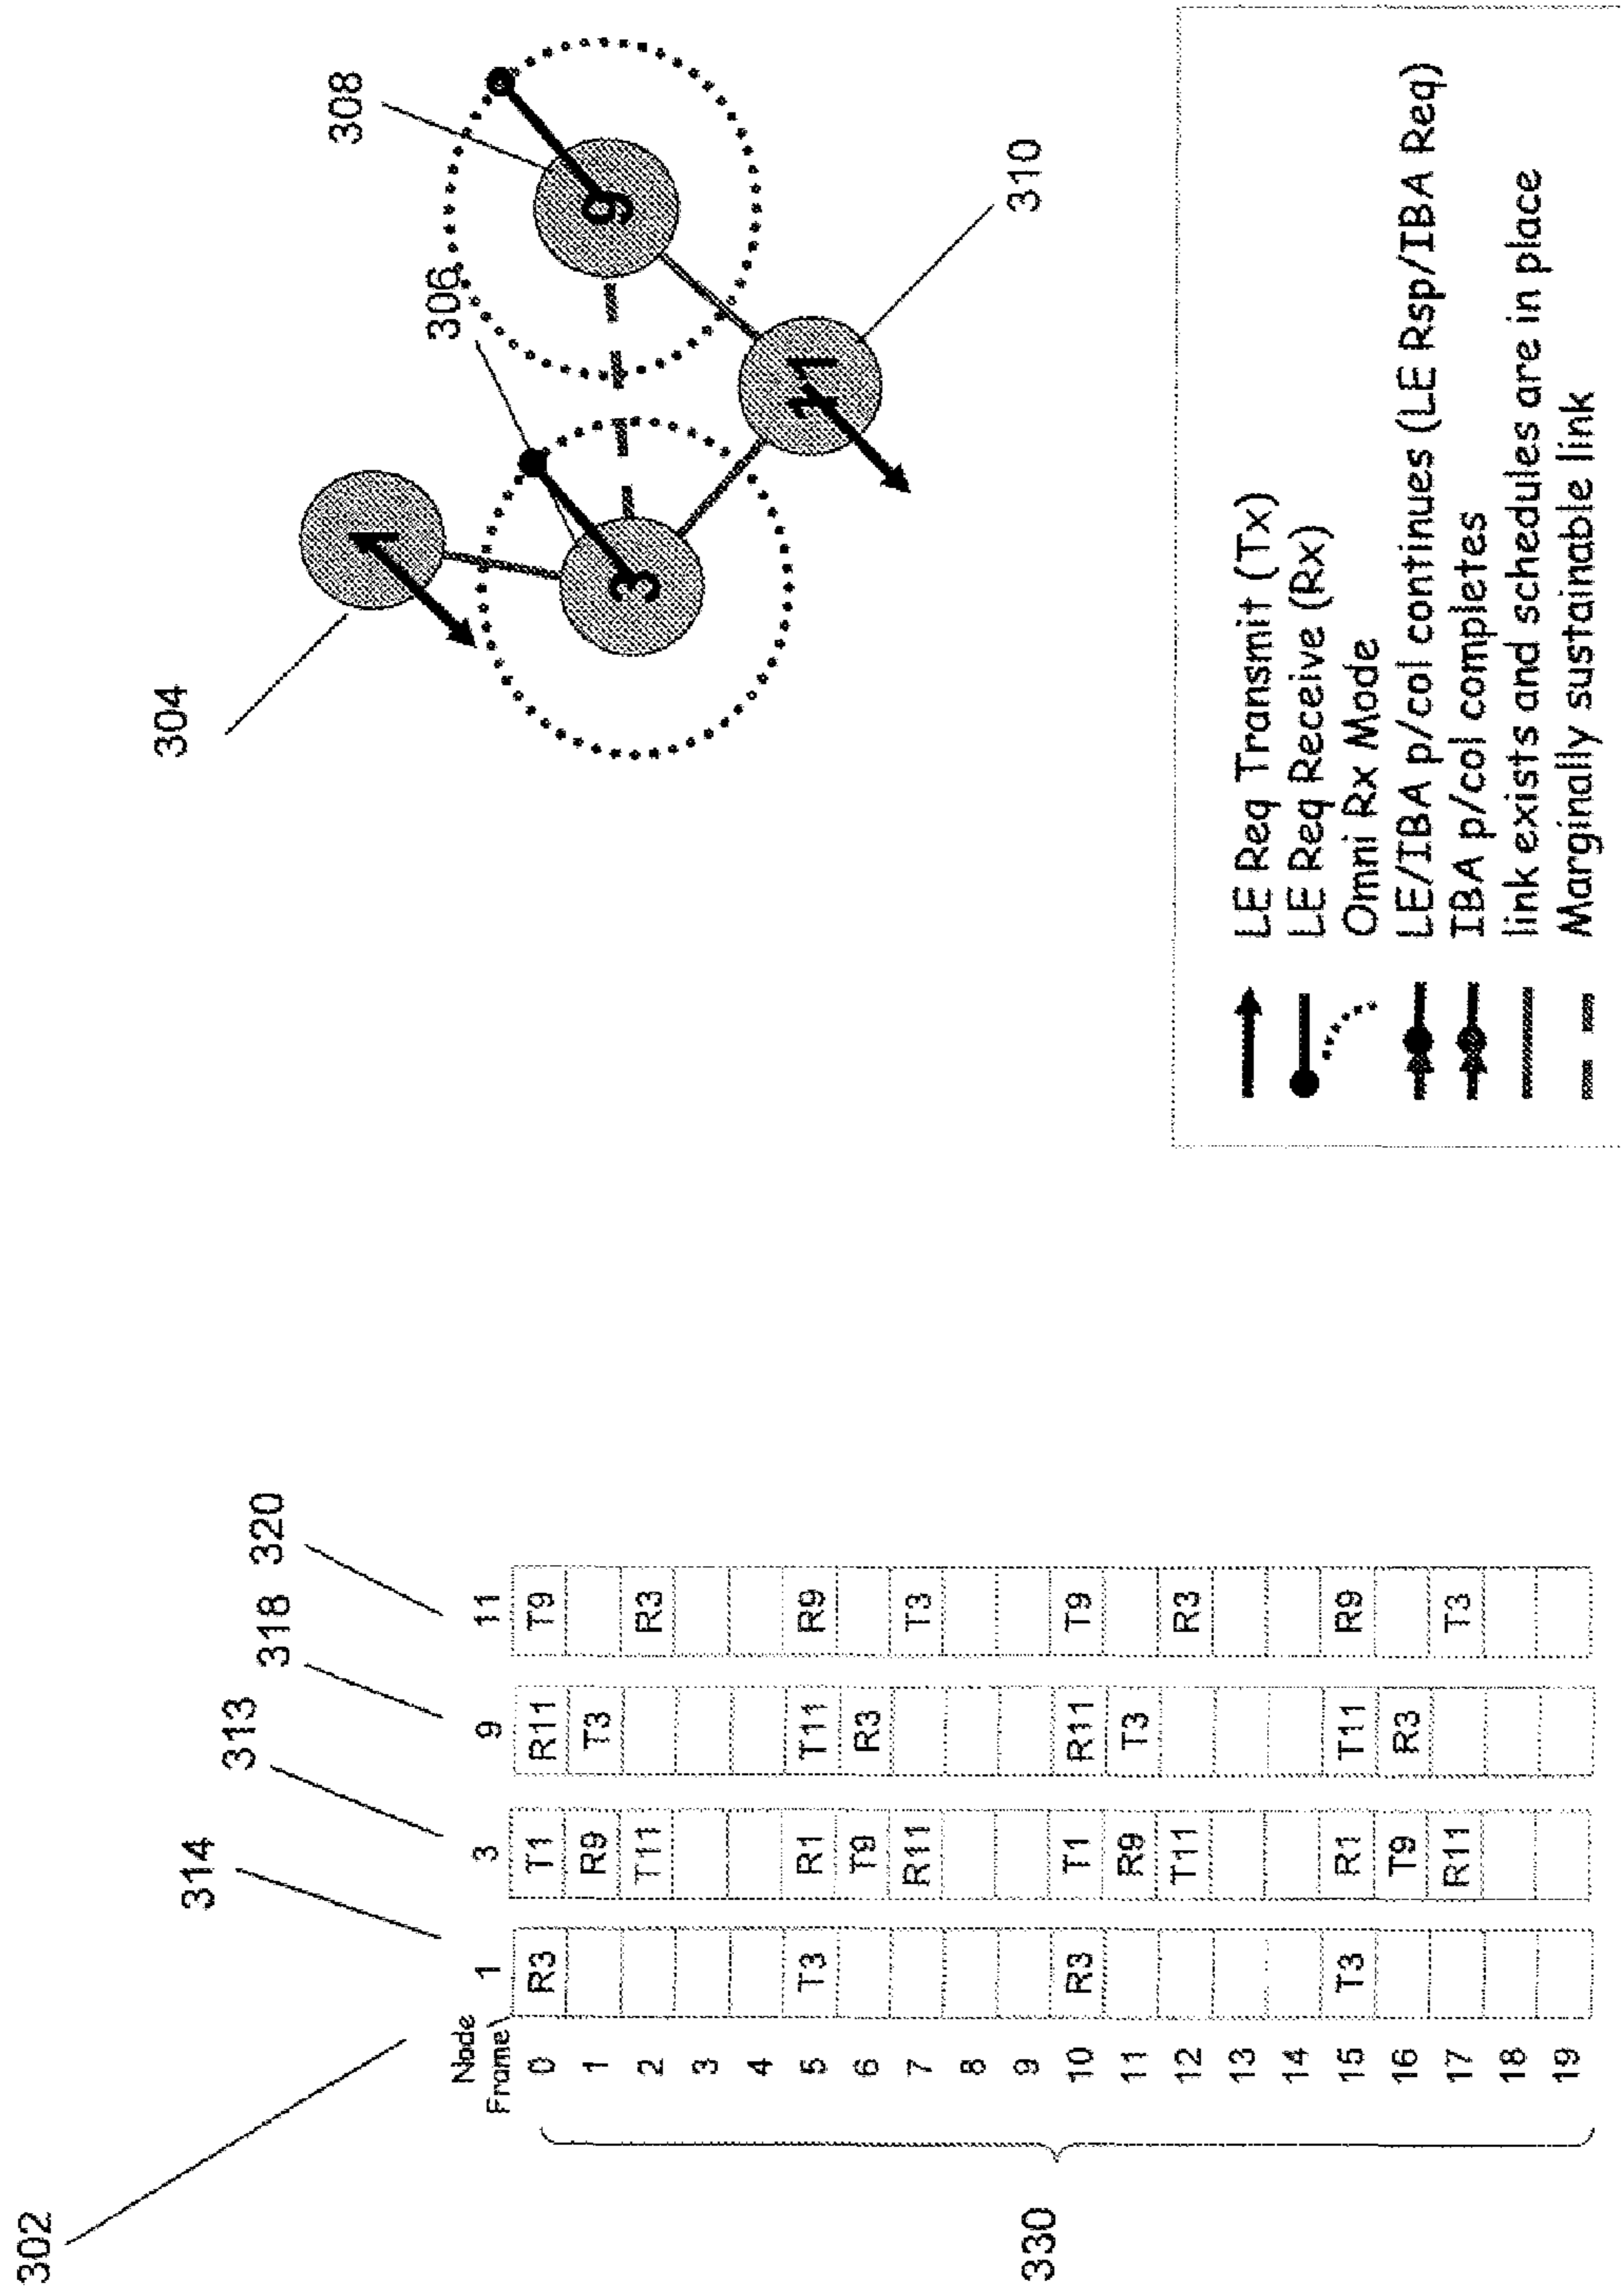 302
314
313
318
320
Node 1 3 9 11
Frame
0 R3 T1 R11 T9
1 R9 T3
2 T11 R3
3
4
5 T3 R1 T11 R9
6 T9 R3
7 R11 T3
8
9
10 R3 T1 R11 T9
11 R9 T3
12 T11 R3
13
14
15 T3 R1 T11 R9
16 T9 R3
17 R11 T3
18
19
330
304
306
308
310
1
3
9
11
LE Req Transmit (Tx)
LE Req Receive (Rx)
Omni Rx Mode
LE/IBA p/col continues (LE Rsp/IBA Req)
IBA p/col completes
link exists and schedules are in place
Marginally sustainable link